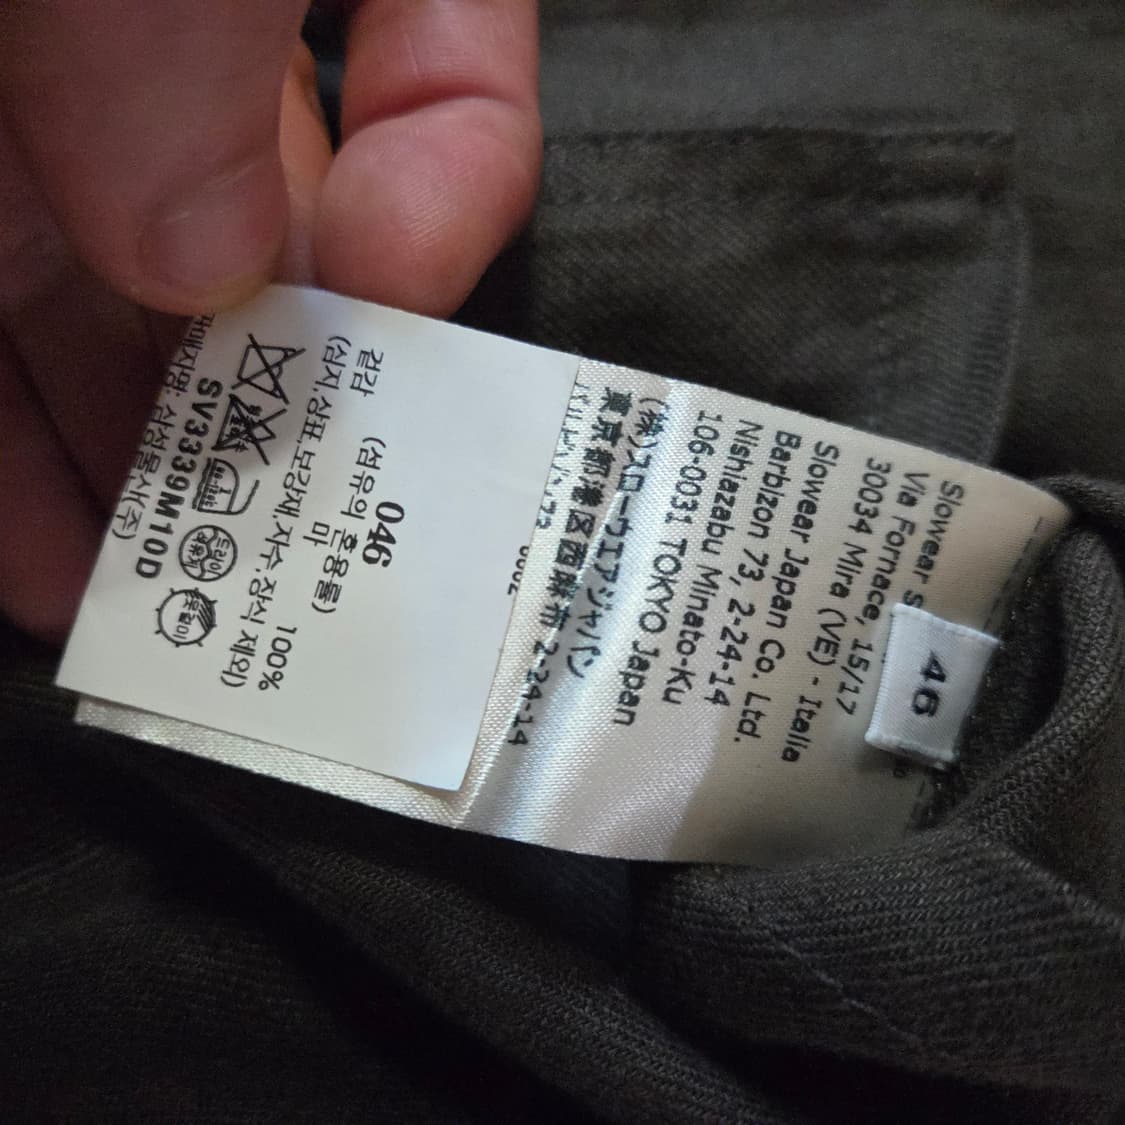 Slowear S
Via Fornace, 15/17
30034 Mira (VE) - Italia
Slowear Japan Co. Ltd.
Barbizon 73, 2-24-14
Nishiazabu Minato-Ku
106-0031 TOKYO Japan
(株)スローウエアジャパン
東京都港区西麻布 2-24-14
46
046
겉감 (섬유의 혼용률)
마 100%
(심지,상표,보강재,자수,장식 제외)
SV3339M10D